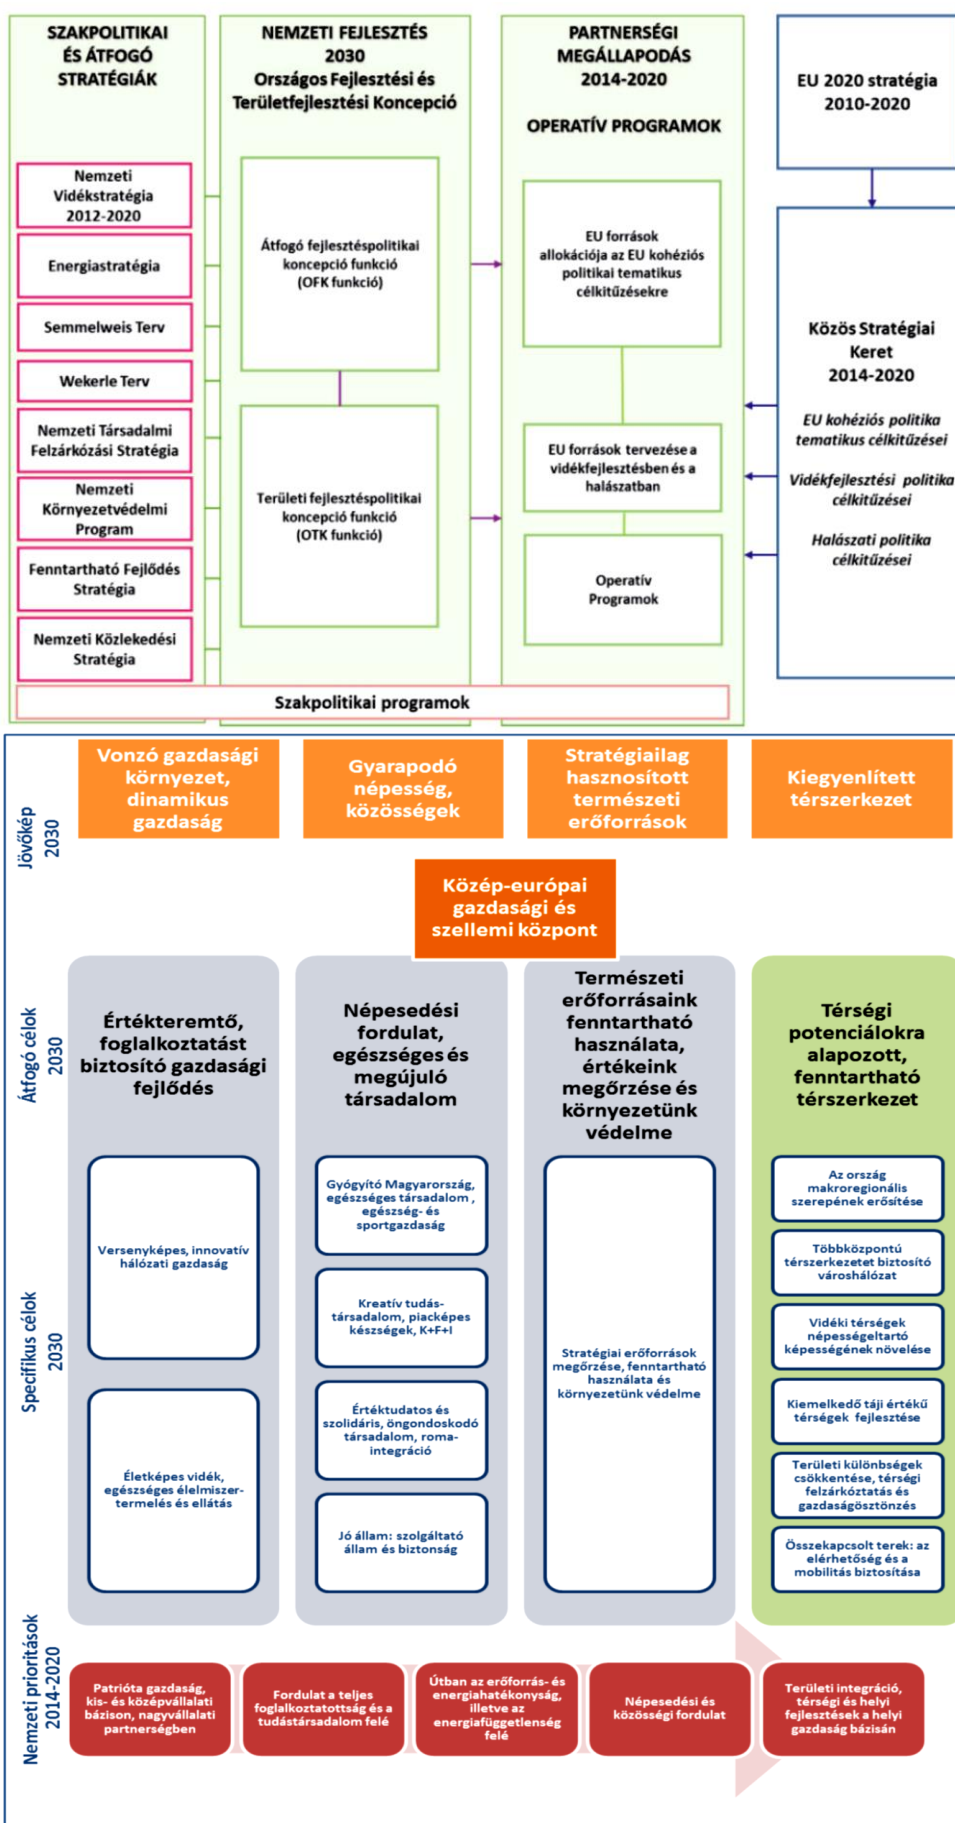 SZAKPOLITIKAI
ÉS ÁTFOGÓ
STRATÉGIÁK
Nemzeti
Vidékstratégia
2012-2020
Energiastratégia
Semmelweis Terv
Wekerle Terv
Nemzeti Társadalmi
Felzárkózási Stratégia
Nemzeti
Környezetvédelmi
Program
Fenntartható Fejlődés
Stratégia
Nemzeti Közlekedési
Stratégia
NEMZETI FEJLESZTÉS
2030
Országos Fejlesztési és
Területfejlesztési Koncepció
Átfogó fejlesztéspolitikai
koncepció funkció
(OFK funkció)
Területi fejlesztéspolitikai
koncepció funkció
(OTK funkció)
PARTNERSÉGI
MEGÁLLAPODÁS
2014-2020
OPERATÍV PROGRAMOK
EU források
allokációja az EU kohéziós
politikai tematikus
célkitűzésekre
EU források tervezése a
vidékfejlesztésben és a
halászatban
Operatív
Programok
EU 2020 stratégia
2010-2020
Közös Stratégiai
Keret
2014-2020
EU kohéziós politika
tematikus célkitűzései
Vidékfejlesztési politika
célkitűzései
Halászati politika
célkitűzései
Szakpolitikai programok
Jövőkép
2030
Vonzó gazdasági
környezet,
dinamikus
gazdaság
Gyarapodó
népesség,
közösségek
Stratégiailag
hasznosított
természeti
erőforrások
Kiegyenlített
térszerkezet
Közép-európai
gazdasági és
szellemi központ
Átfogó célok
2030
Értékteremtő,
foglalkoztatást
biztosító gazdasági
fejlődés
Népesedési
fordulat,
egészséges és
megújuló
társadalom
Természeti
erőforrásaink
fenntartható
használata,
értékeink
megőrzése és
környezetünk
védelme
Térségi
potenciálokra
alapozott,
fenntartható
térszerkezet
Specifikus célok
2030
Versenyképes, innovatív
hálózati gazdaság
Életképes vidék,
egészséges élelmiszer-
termelés és ellátás
Gyógyító Magyarország,
egészséges társadalom ,
egészség- és
sportgazdaság
Kreatív tudás-
társadalom, piacképes
készségek, K+F+I
Értéktudatos és
szolidáris, öngondoskodó
társadalom, roma-
integráció
Jó állam: szolgáltató
állam és biztonság
Stratégiai erőforrások
megőrzése, fenntartható
használata és
környezetünk védelme
Az ország
makroregionális
szerepének erősítése
Többközpontú
térszerkezetet biztosító
városhálózat
Vidéki térségek
népességeltartó
képességének növelése
Kiemelkedő táji értékű
térségek fejlesztése
Területi különbségek
csökkentése, térségi
felzárkóztatás és
gazdaságösztönzés
Összekapcsolt terek: az
elérhetőség és a
mobilitás biztosítása
Nemzeti prioritások
2014-2020
Patrióta gazdaság,
kis- és középvállalati
bázison, nagyvállalati
partnerségben
Fordulat a teljes
foglalkoztatottság és a
tudástársadalom felé
Útban az erőforrás- és
energiahatékonyság,
illetve az
energiafüggetlenség
felé
Népesedési és
közösségi fordulat
Területi integráció,
térségi és helyi
fejlesztések a helyi
gazdaság bázisán